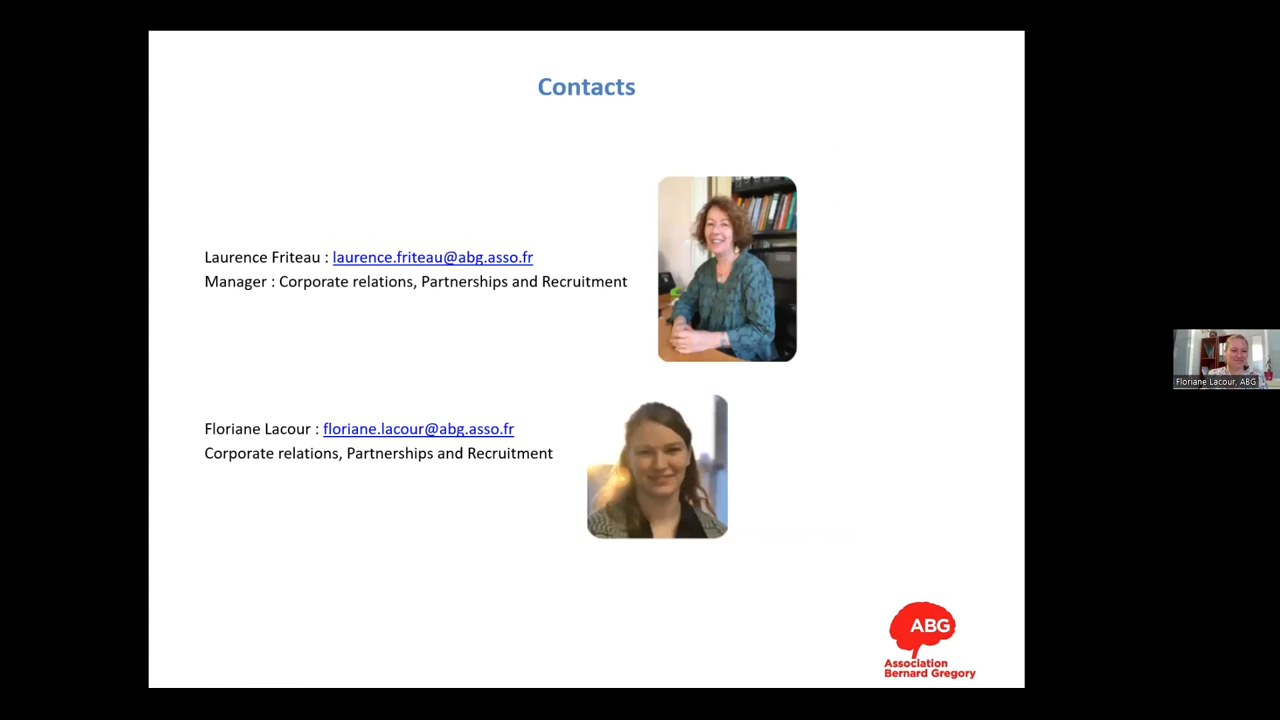 Contacts
Laurence Friteau : laurence.friteau@abg.asso.fr
Manager : Corporate relations, Partnerships and Recruitment
Floriane Lacour : floriane.lacour@abg.asso.fr
Corporate relations, Partnerships and Recruitment
Floriane Lacour, ABG
ABG
Association
Bernard Gregory